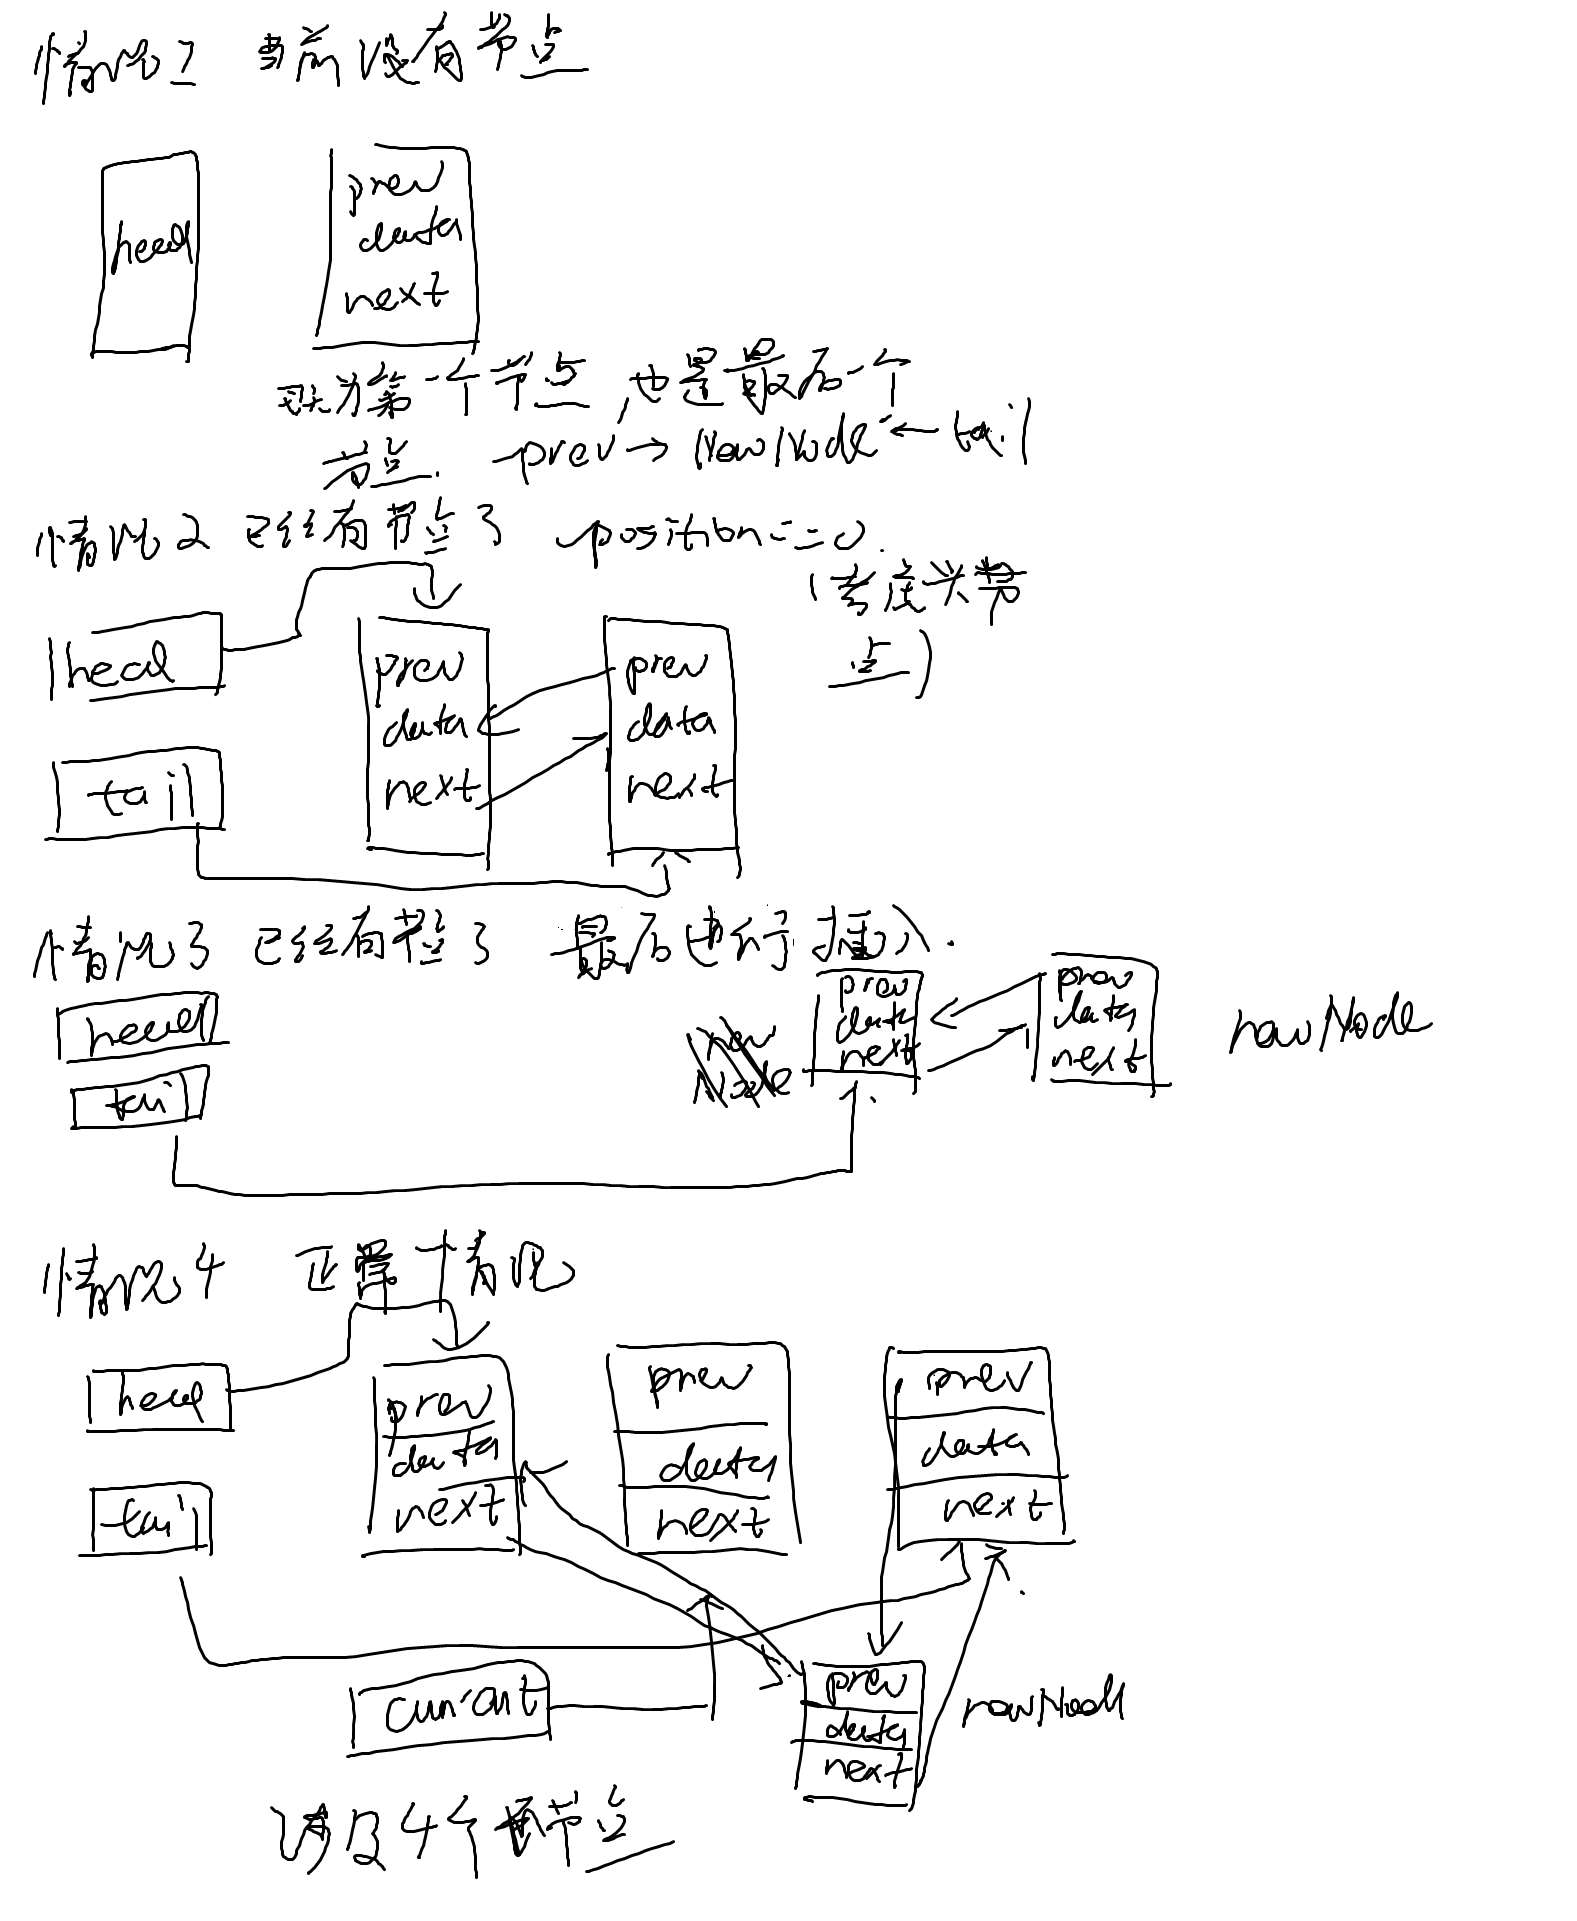 情况1 当前没有节点
head
prev
data
next
既为第一个节点,也是最后一个
节点. prev→NewNode←tail
情况2 已经有节点了 position==0.
(考虑头节
点)
head
prev
data
next
prev
data
next
tail
情况3 已经有节点了 最后进行插入.
head
tail
new
Node
prev
data
next
prev
data
next
newNode
情况4 正常情况
head
tail
prev
data
next
prev
data
next
prev
data
next
current
prev
data
next
newNode
涉及4个节点